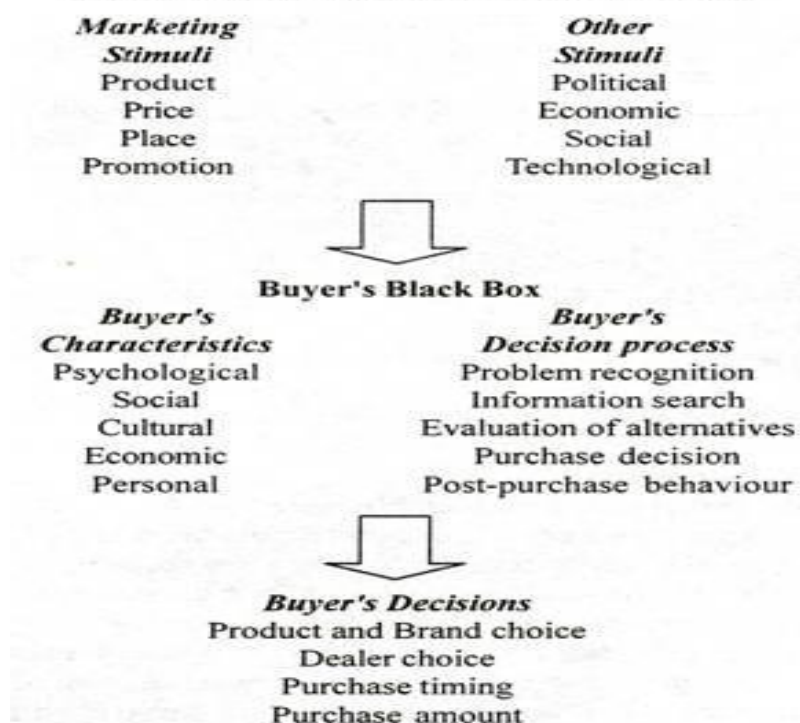 Marketing
Stimuli
Product
Price
Place
Promotion
Other
Stimuli
Political
Economic
Social
Technological
Buyer's Black Box
Buyer's
Characteristics
Psychological
Social
Cultural
Economic
Personal
Buyer's
Decision process
Problem recognition
Information search
Evaluation of alternatives
Purchase decision
Post-purchase behaviour
Buyer's Decisions
Product and Brand choice
Dealer choice
Purchase timing
Purchase amount